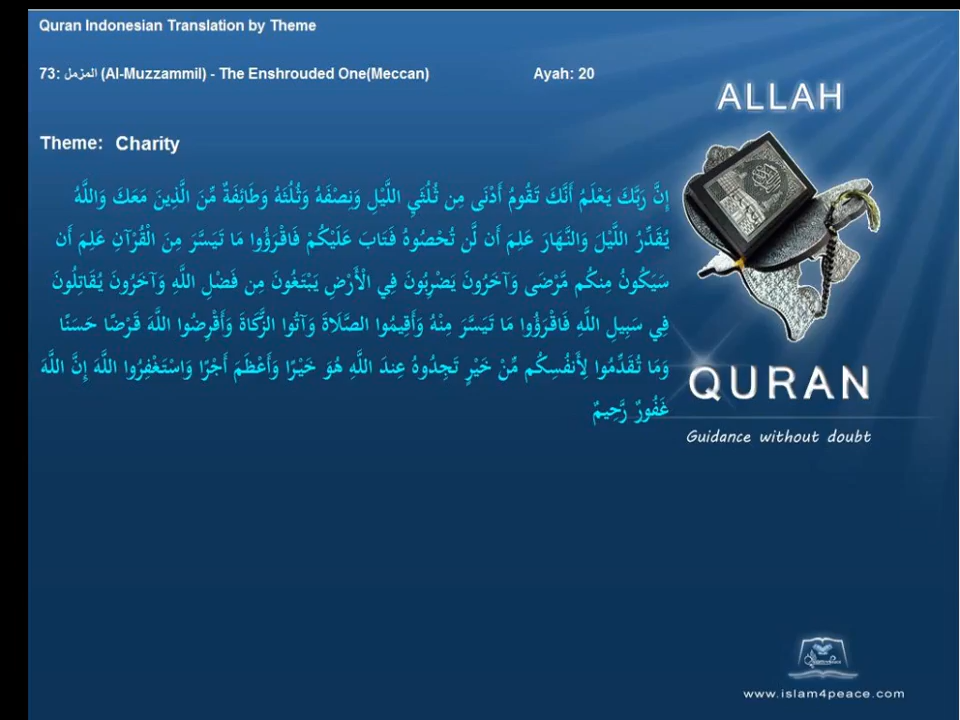 Quran Indonesian Translation by Theme
73: المزمل (Al-Muzzammil) - The Enshrouded One(Meccan) Ayah: 20
ALLAH
Theme: Charity
إِنَّ رَبَّكَ يَعْلَمُ أَنَّكَ تَقُومُ أَدْنَى مِن ثُلُثَيِ اللَّيْلِ وَنِصْفَهُ وَثُلُثَهُ وَطَائِفَةٌ مِّنَ الَّذِينَ مَعَكَ وَاللَّهُ
يُقَدِّرُ اللَّيْلَ وَالنَّهَارَ عَلِمَ أَن لَّن تُحْصُوهُ فَتَابَ عَلَيْكُمْ فَاقْرَؤُوا مَا تَيَسَّرَ مِنَ الْقُرْآنِ عَلِمَ أَن
سَيَكُونُ مِنكُم مَّرْضَى وَآخَرُونَ يَضْرِبُونَ فِي الْأَرْضِ يَبْتَغُونَ مِن فَضْلِ اللَّهِ وَآخَرُونَ يُقَاتِلُونَ
فِي سَبِيلِ اللَّهِ فَاقْرَؤُوا مَا تَيَسَّرَ مِنْهُ وَأَقِيمُوا الصَّلَاةَ وَآتُوا الزَّكَاةَ وَأَقْرِضُوا اللَّهَ قَرْضًا حَسَنًا
وَمَا تُقَدِّمُوا لِأَنفُسِكُم مِّنْ خَيْرٍ تَجِدُوهُ عِندَ اللَّهِ هُوَ خَيْرًا وَأَعْظَمَ أَجْرًا وَاسْتَغْفِرُوا اللَّهَ إِنَّ اللَّهَ
غَفُورٌ رَّحِيمٌ
QURAN
Guidance without doubt
www.islam4peace.com